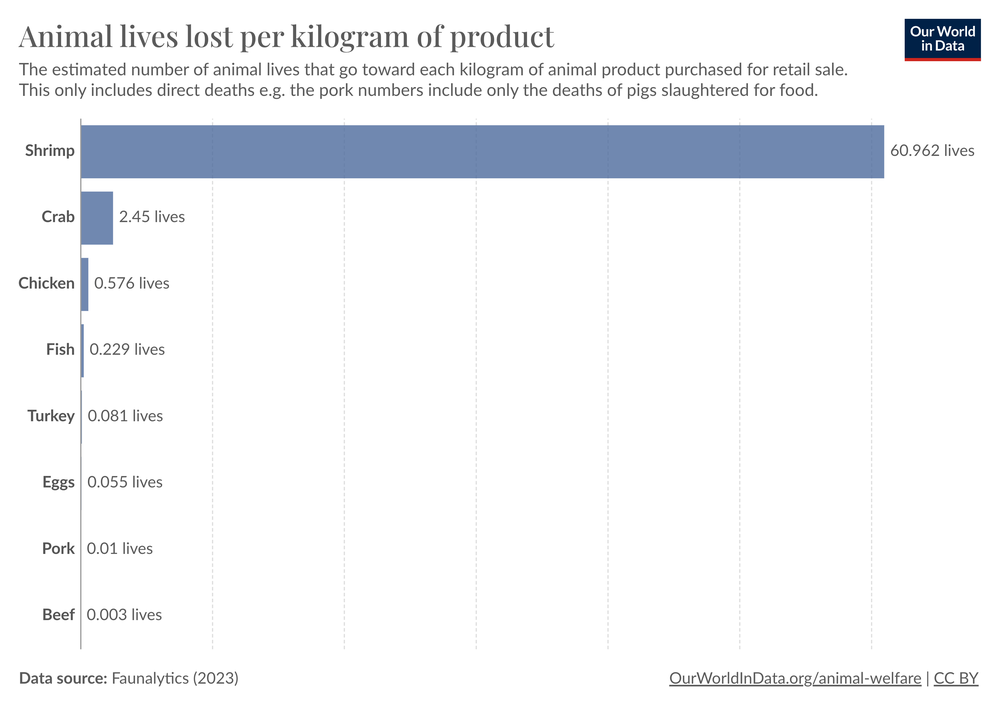 Animal lives lost per kilogram of product
Our World
in Data
The estimated number of animal lives that go toward each kilogram of animal product purchased for retail sale.
This only includes direct deaths e.g. the pork numbers include only the deaths of pigs slaughtered for food.
Shrimp 60.962 lives
Crab 2.45 lives
Chicken 0.576 lives
Fish 0.229 lives
Turkey 0.081 lives
Eggs 0.055 lives
Pork 0.01 lives
Beef 0.003 lives
Data source: Faunalytics (2023)
OurWorldInData.org/animal-welfare | CC BY